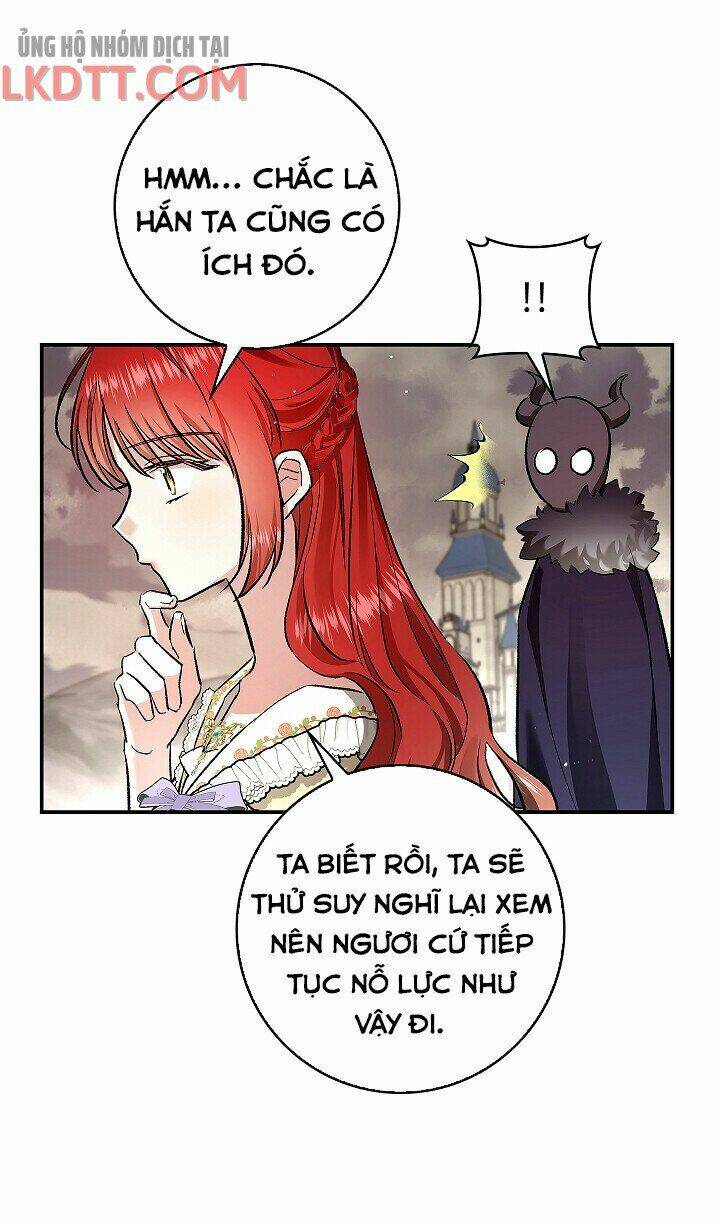 ỦNG HỘ NHÓM DỊCH TẠI
LKDTT.COM
HMM... CHẮC LÀ
HẮN TA CŨNG CÓ
ÍCH ĐÓ.
!!
TA BIẾT RỒI, TA SẼ
THỬ SUY NGHĨ LẠI XEM
NÊN NGƯƠI CỨ TIẾP
TỤC NỖ LỰC NHƯ
VẬY ĐI.